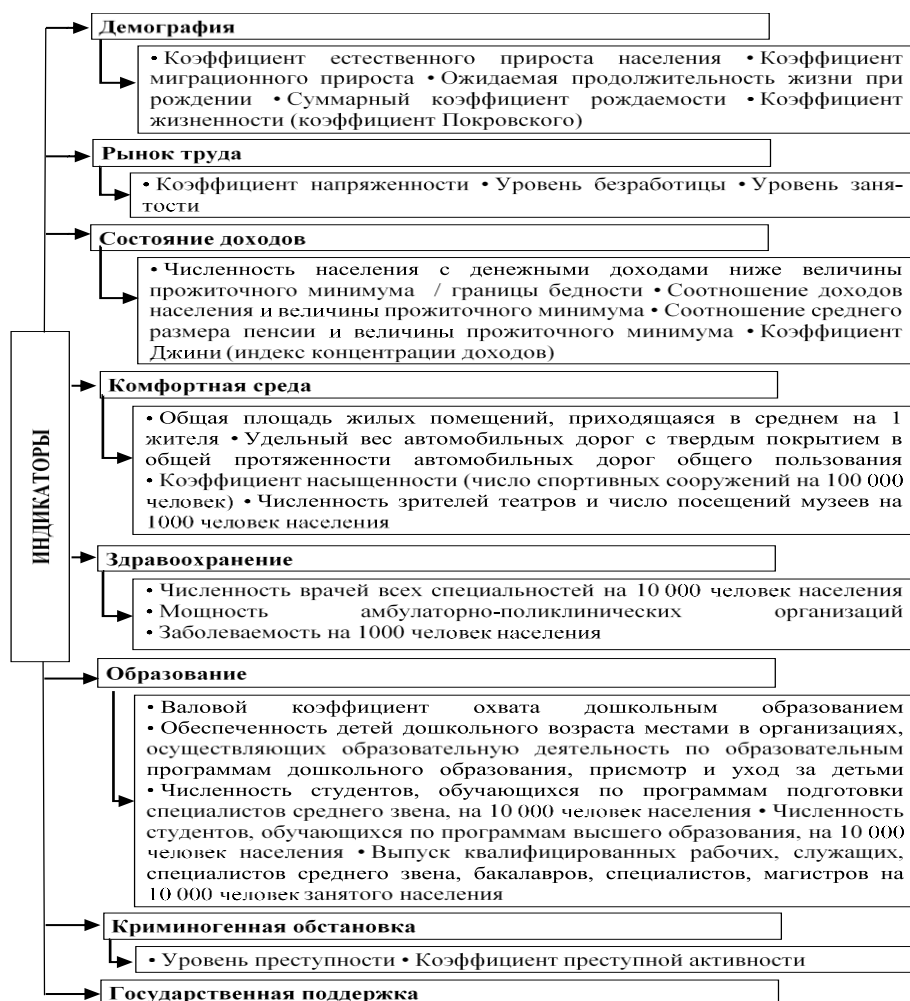 Демография
• Коэффициент естественного прироста населения • Коэффициент
миграционного прироста • Ожидаемая продолжительность жизни при
рождении • Суммарный коэффициент рождаемости • Коэффициент
жизненности (коэффициент Покровского)
Рынок труда
• Коэффициент напряженности • Уровень безработицы • Уровень заня-
тости
Состояние доходов
• Численность населения с денежными доходами ниже величины
прожиточного минимума / границы бедности • Соотношение доходов
населения и величины прожиточного минимума • Соотношение среднего
размера пенсии и величины прожиточного минимума • Коэффициент
Джини (индекс концентрации доходов)
ИНДИКАТОРЫ
Комфортная среда
• Общая площадь жилых помещений, приходящаяся в среднем на 1
жителя • Удельный вес автомобильных дорог с твердым покрытием в
общей протяженности автомобильных дорог общего пользования
• Коэффициент насыщенности (число спортивных сооружений на 100 000
человек) • Численность зрителей театров и число посещений музеев на
1000 человек населения
Здравоохранение
• Численность врачей всех специальностей на 10 000 человек населения
• Мощность амбулаторно-поликлинических организаций
• Заболеваемость на 1000 человек населения
Образование
• Валовой коэффициент охвата дошкольным образованием
• Обеспеченность детей дошкольного возраста местами в организациях,
осуществляющих образовательную деятельность по образовательным
программам дошкольного образования, присмотр и уход за детьми
• Численность студентов, обучающихся по программам подготовки
специалистов среднего звена, на 10 000 человек населения • Численность
студентов, обучающихся по программам высшего образования, на 10 000
человек населения • Выпуск квалифицированных рабочих, служащих,
специалистов среднего звена, бакалавров, специалистов, магистров на
10 000 человек занятого населения
Криминогенная обстановка
• Уровень преступности • Коэффициент преступной активности
Государственная поддержка